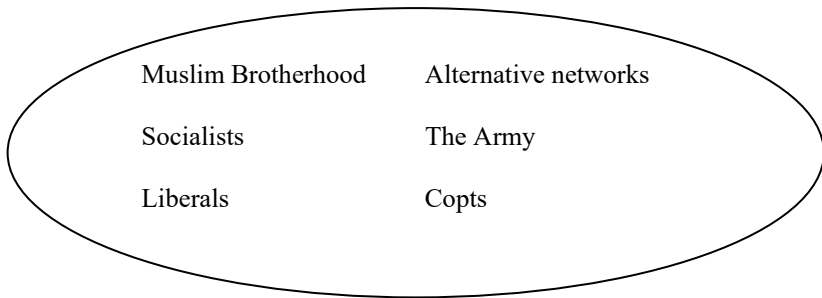 Muslim Brotherhood Alternative networks
Socialists The Army
Liberals Copts